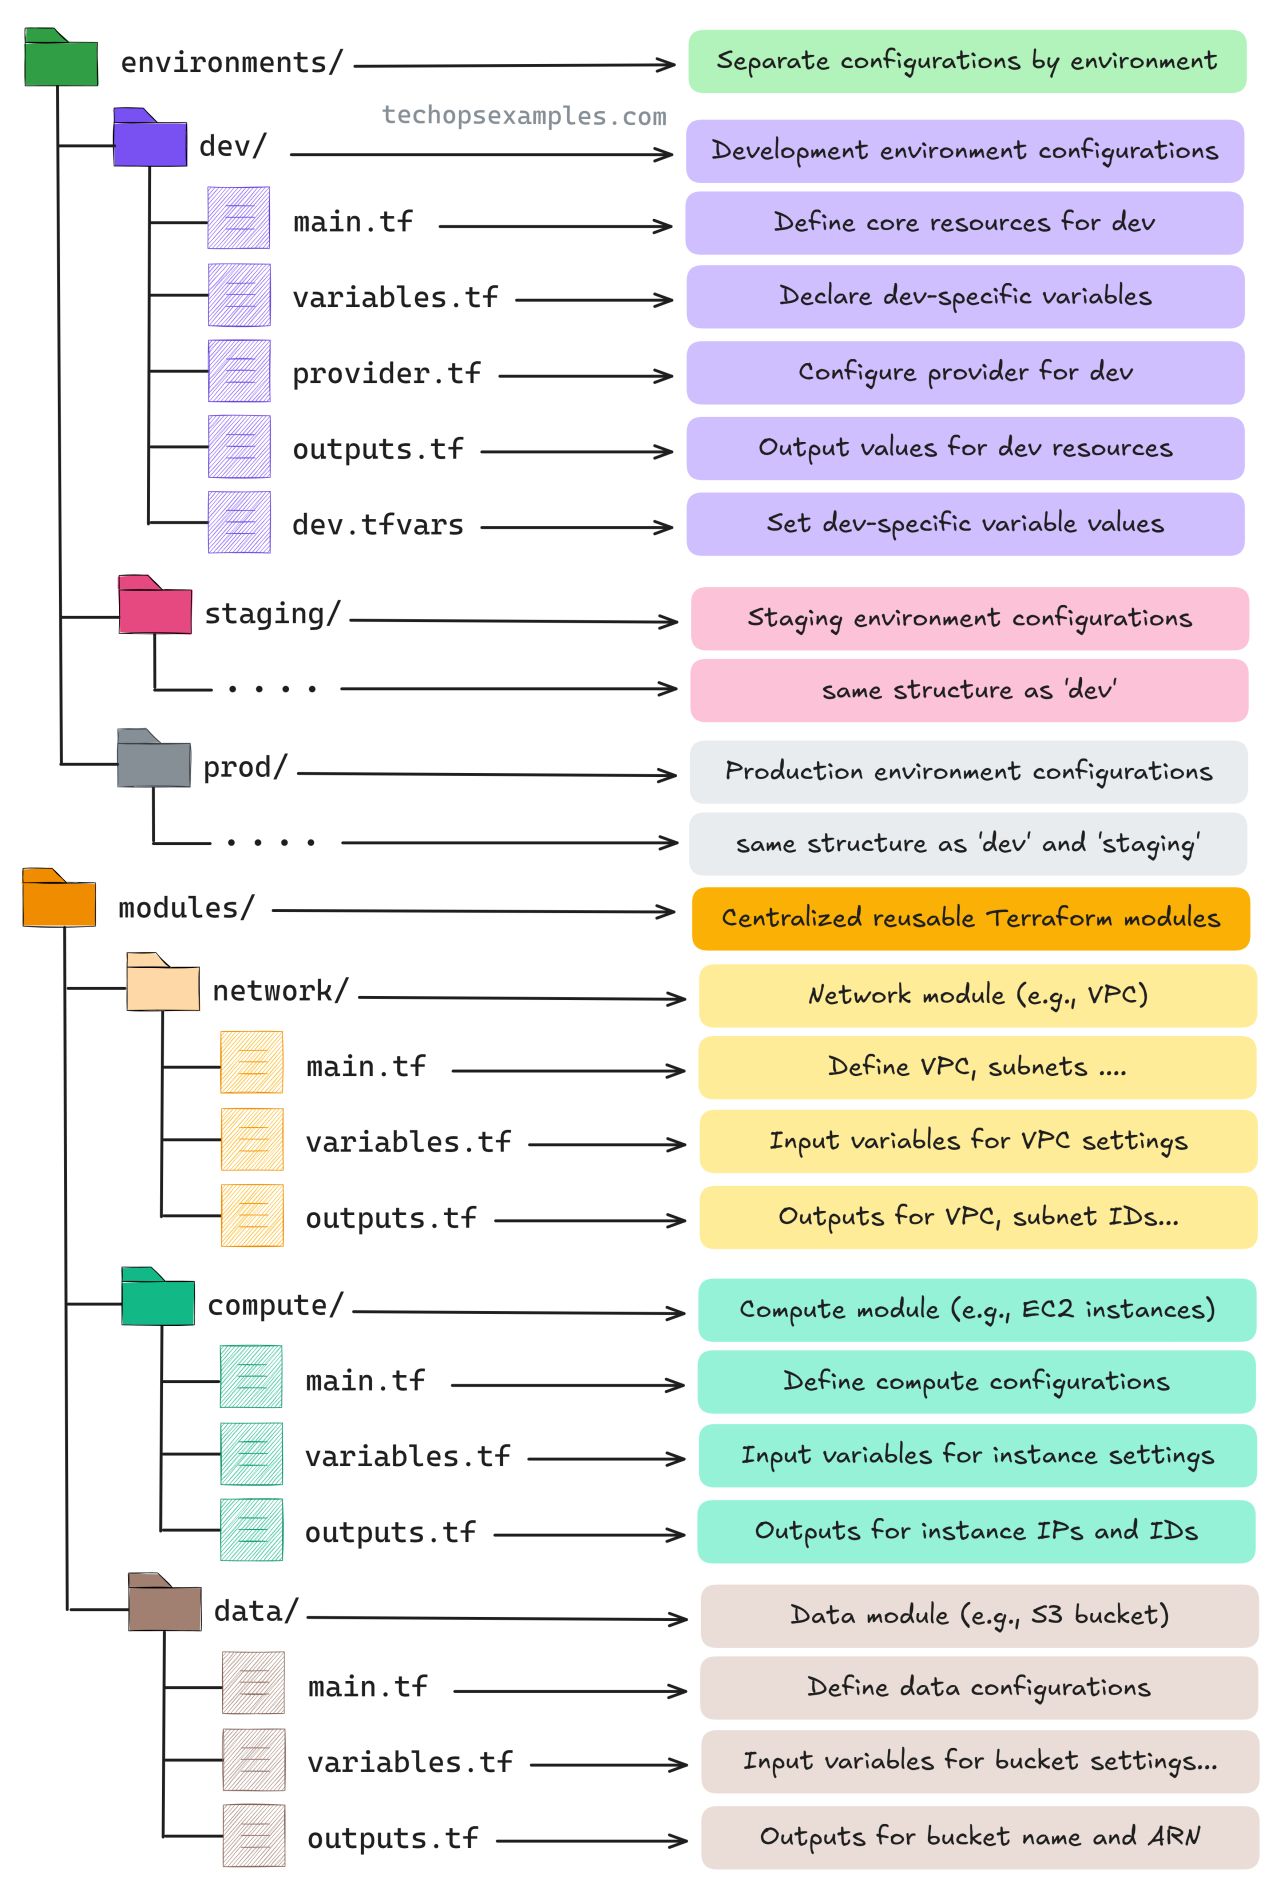 environments/
Separate configurations by environment
techopsexamples.com
dev/
Development environment configurations
main.tf
Define core resources for dev
variables.tf
Declare dev-specific variables
provider.tf
Configure provider for dev
outputs.tf
Output values for dev resources
dev.tfvars
Set dev-specific variable values
staging/
Staging environment configurations
. . . .
same structure as 'dev'
prod/
Production environment configurations
. . . .
same structure as 'dev' and 'staging'
modules/
Centralized reusable Terraform modules
network/
Network module (e.g., VPC)
main.tf
Define VPC, subnets ....
variables.tf
Input variables for VPC settings
outputs.tf
Outputs for VPC, subnet IDs...
compute/
Compute module (e.g., EC2 instances)
main.tf
Define compute configurations
variables.tf
Input variables for instance settings
outputs.tf
Outputs for instance IPs and IDs
data/
Data module (e.g., S3 bucket)
main.tf
Define data configurations
variables.tf
Input variables for bucket settings...
outputs.tf
Outputs for bucket name and ARN